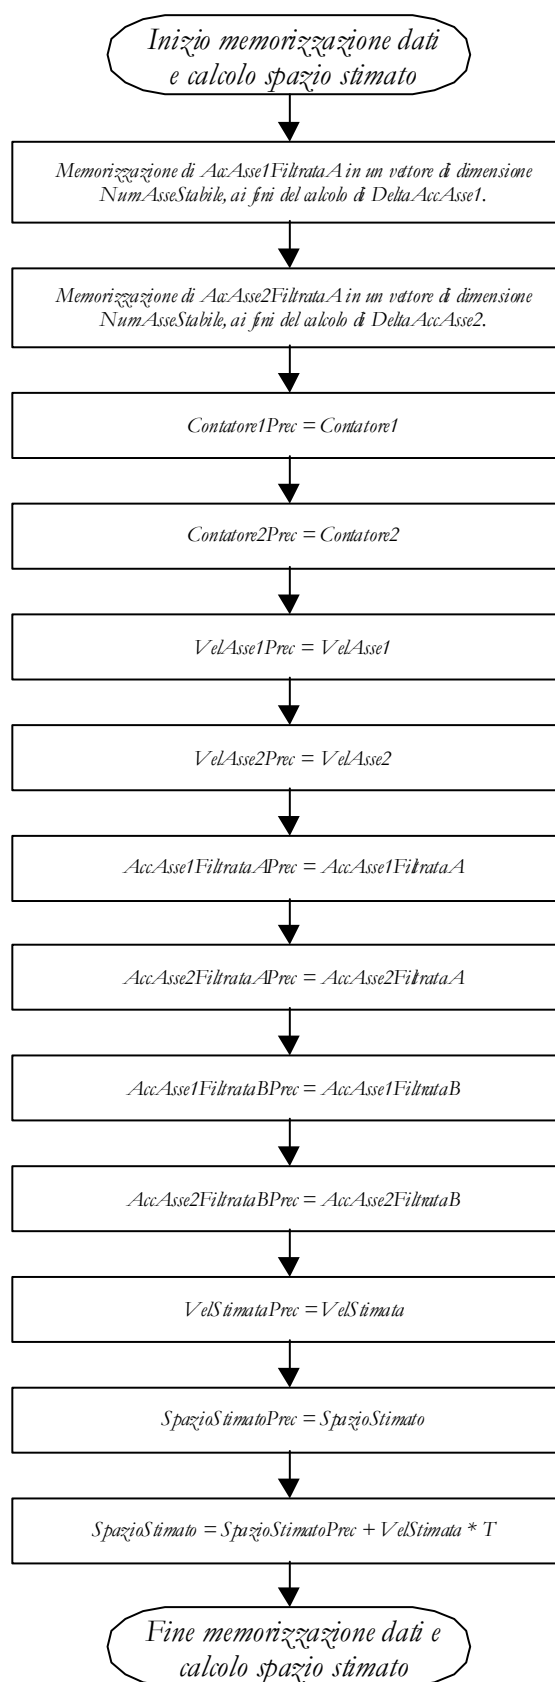 Inizio memorizzazione dati
e calcolo spazio stimato
Memorizzazione di AccAsse1FiltrataA in un vettore di dimensione
NumAsseStabile, ai fini del calcolo di DeltaAccAsse1.
Memorizzazione di AccAsse2FiltrataA in un vettore di dimensione
NumAsseStabile, ai fini del calcolo di DeltaAccAsse2.
Contatore1Prec = Contatore1
Contatore2Prec = Contatore2
VelAsse1Prec = VelAsse1
VelAsse2Prec = VelAsse2
AccAsse1FiltrataAPrec = AccAsse1FiltrataA
AccAsse2FiltrataAPrec = AccAsse2FiltrataA
AccAsse1FiltrataBPrec = AccAsse1FiltrataB
AccAsse2FiltrataBPrec = AccAsse2FiltrataB
VelStimataPrec = VelStimata
SpazioStimatoPrec = SpazioStimato
SpazioStimato = SpazioStimatoPrec + VelStimata * T
Fine memorizzazione dati e
calcolo spazio stimato